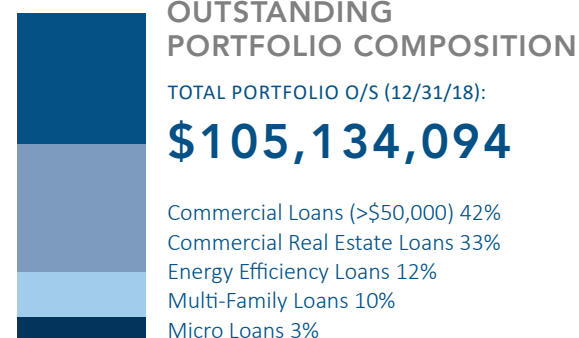 OUTSTANDING
PORTFOLIO COMPOSITION
TOTAL PORTFOLIO O/S (12/31/18):
$105,134,094
Commercial Loans (>$50,000) 42%
Commercial Real Estate Loans 33%
Energy Efficiency Loans 12%
Multi-Family Loans 10%
Micro Loans 3%